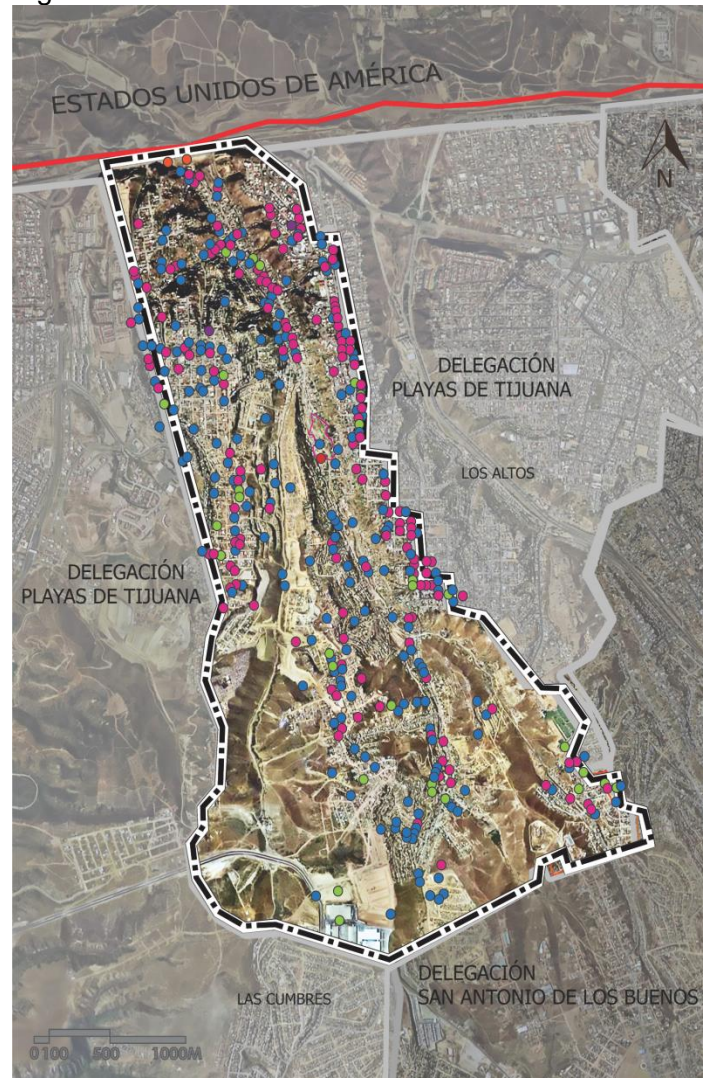 ESTADOS UNIDOS DE AMÉRICA
N
DELEGACIÓN
PLAYAS DE TIJUANA
LOS ALTOS
DELEGACIÓN
PLAYAS DE TIJUANA
DELEGACIÓN
SAN ANTONIO DE LOS BUENOS
LAS CUMBRES
0 100 500 1000M